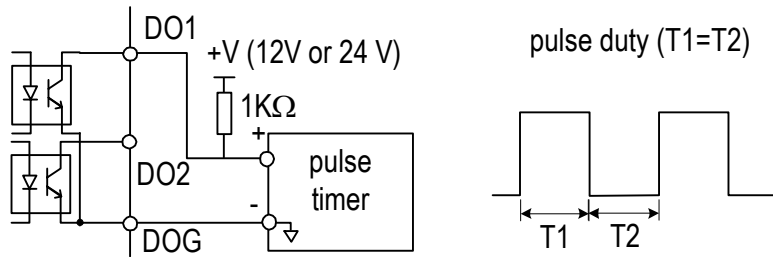 DO1
+V (12V or 24 V)
1KΩ
+
pulse
timer
DO2
-
DOG
pulse duty (T1=T2)
T1
T2